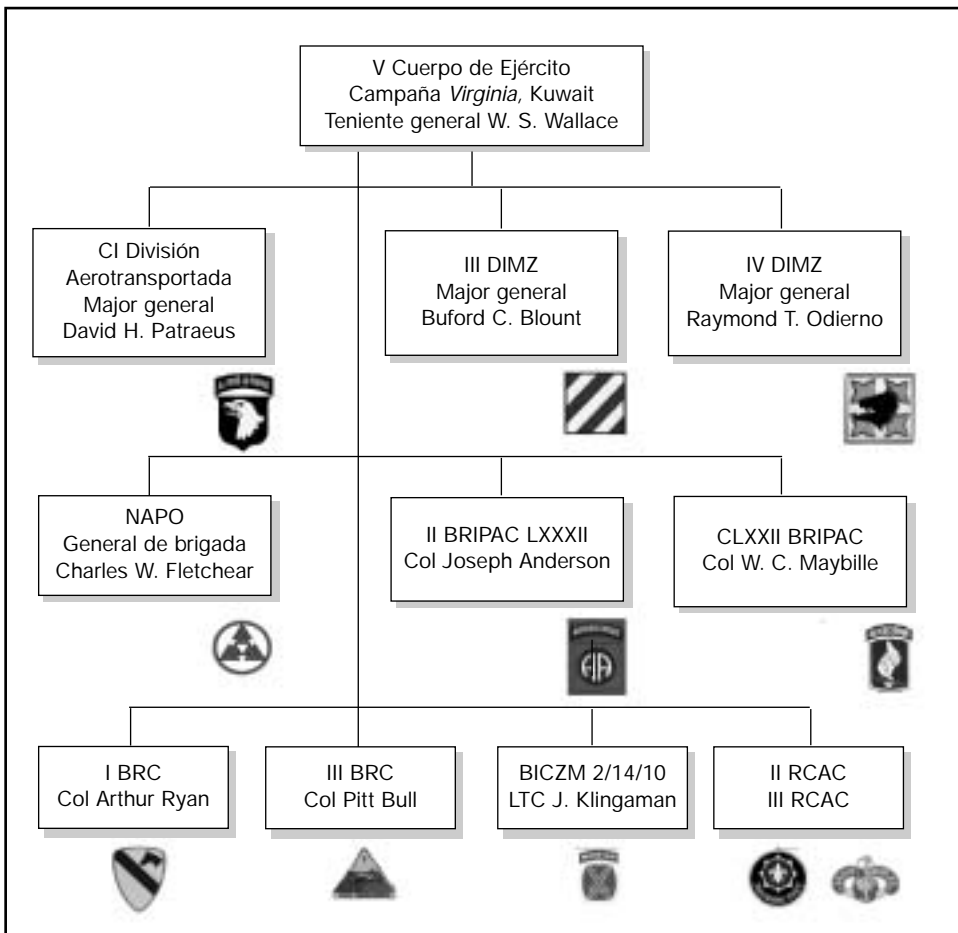 V Cuerpo de Ejército
Campaña Virginia, Kuwait
Teniente general W. S. Wallace
CI División
Aerotransportada
Major general
David H. Patraeus
III DIMZ
Major general
Buford C. Blount
IV DIMZ
Major general
Raymond T. Odierno
NAPO
General de brigada
Charles W. Fletchear
II BRIPAC LXXXII
Col Joseph Anderson
CLXXII BRIPAC
Col W. C. Maybille
I BRC
Col Arthur Ryan
III BRC
Col Pitt Bull
BICZM 2/14/10
LTC J. Klingaman
II RCAC
III RCAC